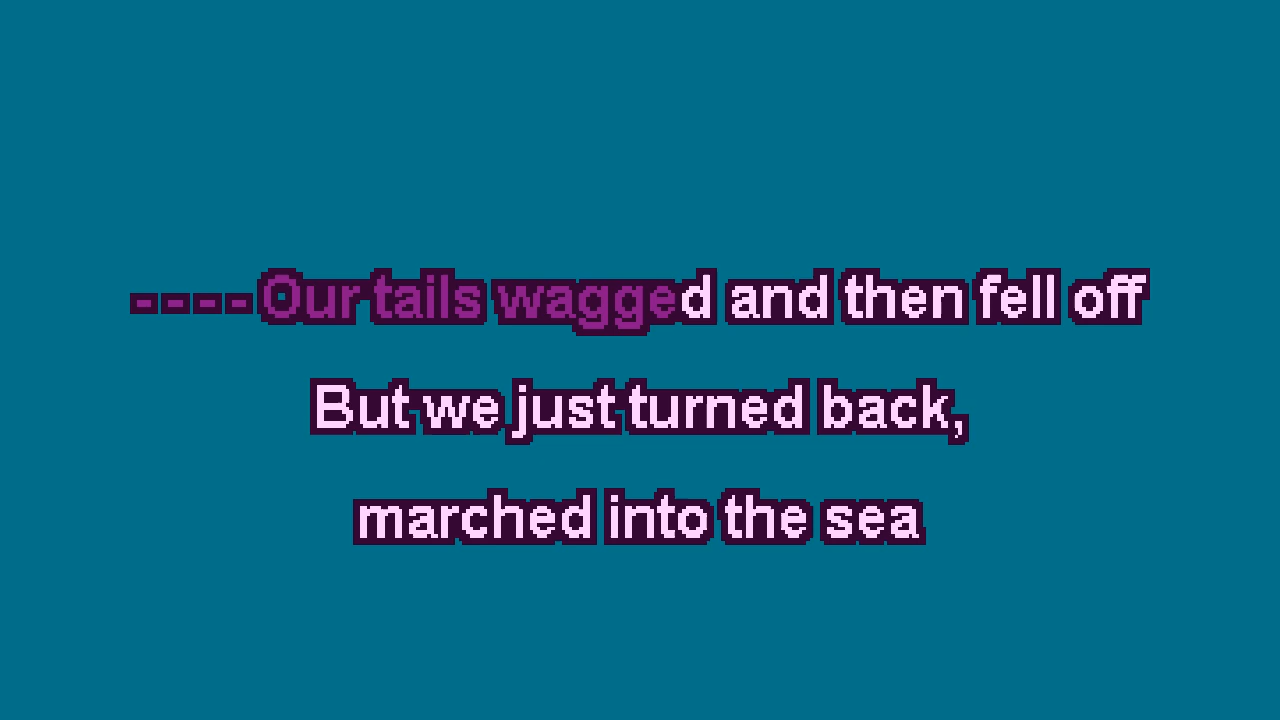 - - - - Our tails wagged and then fell off
But we just turned back,
marched into the sea